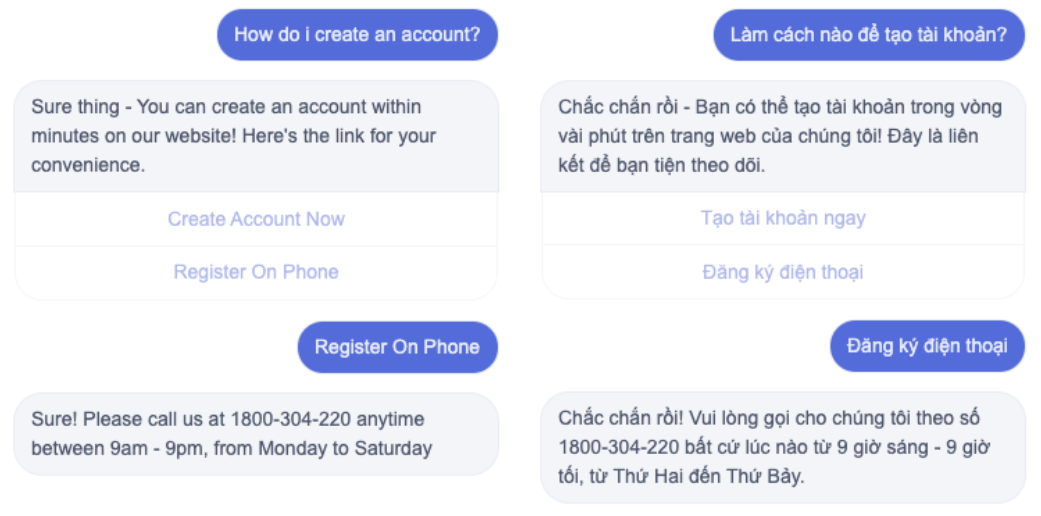 How do i create an account?
Sure thing - You can create an account within
minutes on our website! Here's the link for your
convenience.
Create Account Now
Register On Phone
Register On Phone
Sure! Please call us at 1800-304-220 anytime
between 9am - 9pm, from Monday to Saturday
Làm cách nào để tạo tài khoản?
Chắc chắn rồi - Bạn có thể tạo tài khoản trong vòng
vài phút trên trang web của chúng tôi! Đây là liên
kết để bạn tiện theo dõi.
Tạo tài khoản ngay
Đăng ký điện thoại
Đăng ký điện thoại
Chắc chắn rồi! Vui lòng gọi cho chúng tôi theo số
1800-304-220 bất cứ lúc nào từ 9 giờ sáng - 9 giờ
tối, từ Thứ Hai đến Thứ Bảy.